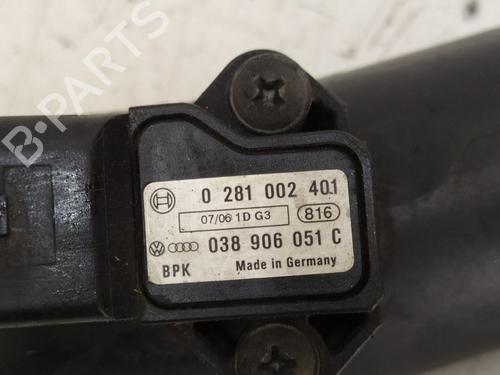 B-Parts
0 281 002 401
07/06 1D G3
816
038 906 051 C
BPK Made in Germany